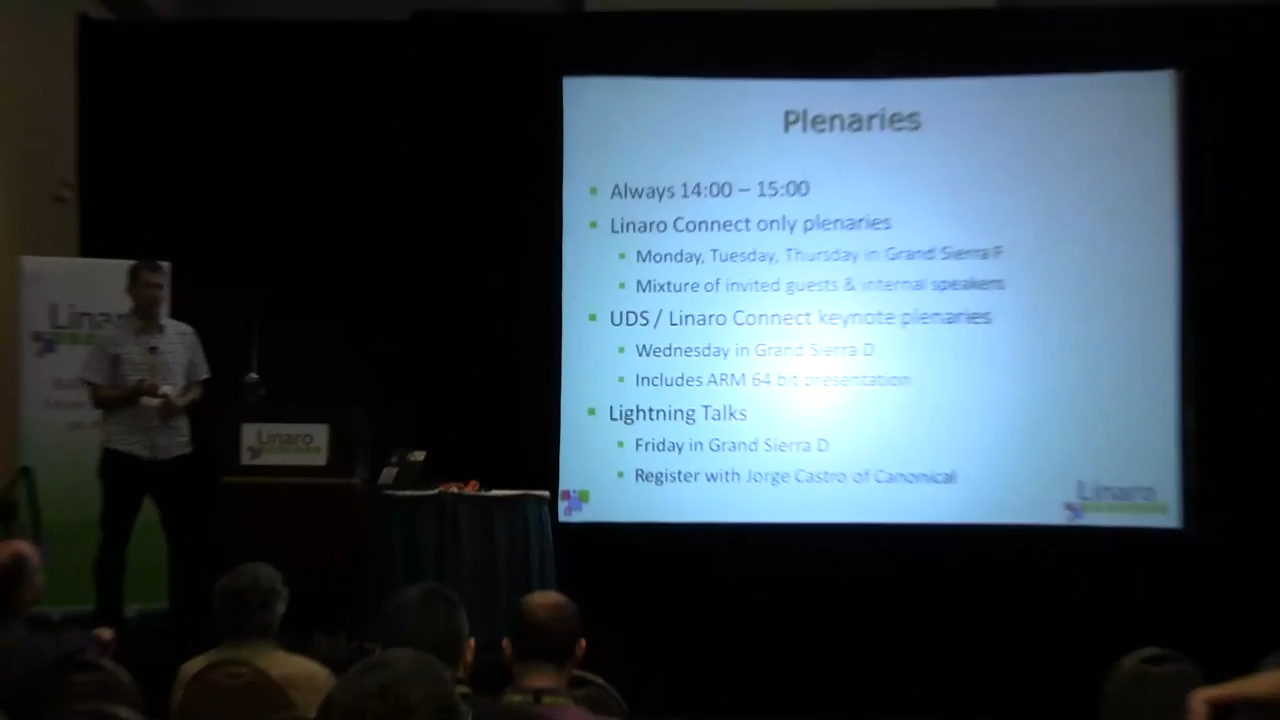 Plenaries
Always 14:00 – 15:00
Linaro Connect only plenaries
Monday, Tuesday, Thursday in Grand Sierra F
Mixture of invited guests & internal speakers
UDS / Linaro Connect keynote plenaries
Wednesday in Grand Sierra D
Includes ARM 64 bit presentation
Lightning Talks
Friday in Grand Sierra D
Register with Jorge Castro of Canonical
Linaro
Linaro
Linar